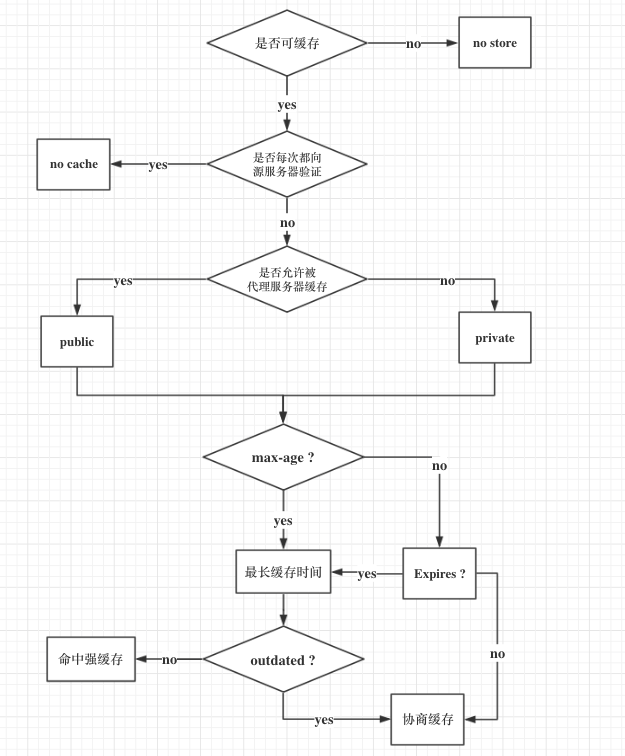 是否可缓存
no
no store
yes
是否每次都向
源服务器验证
yes
no cache
no
是否允许被
代理服务器缓存
yes
no
public
private
max-age ?
no
yes
最长缓存时间
yes
Expires ?
outdated ?
no
命中强缓存
no
yes
协商缓存